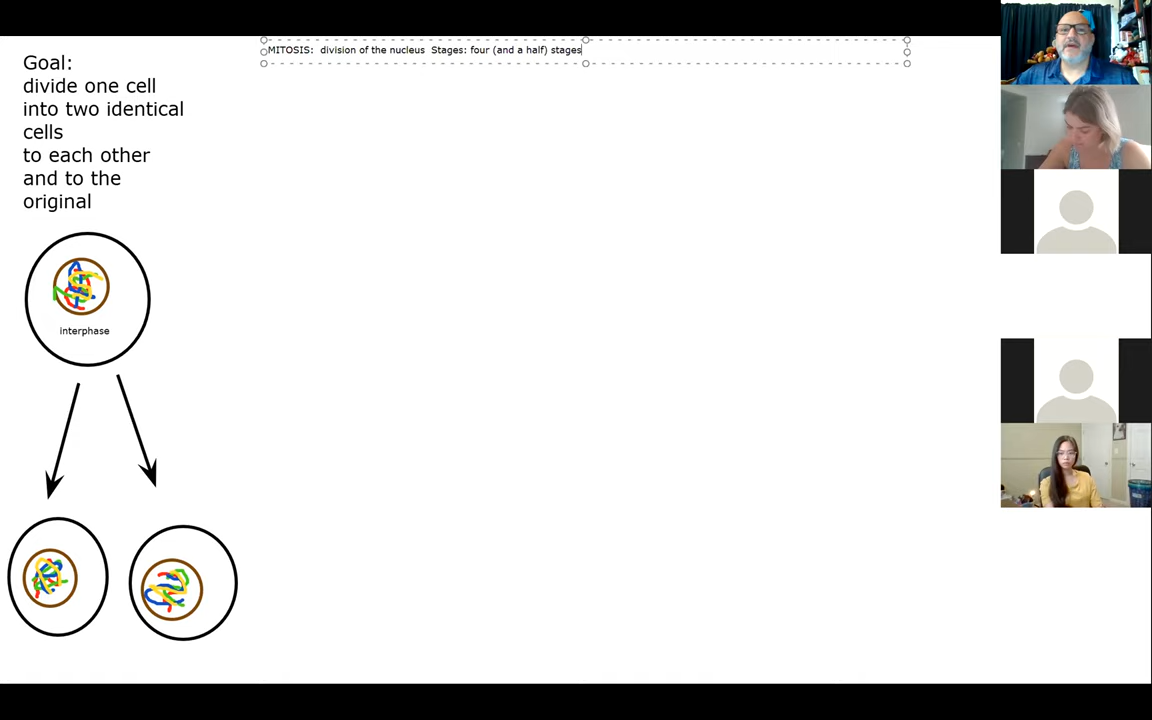 MITOSIS:  division of the nucleus  Stages: four (and a half) stages
Goal:
divide one cell
into two identical
cells
to each other
and to the
original
interphase